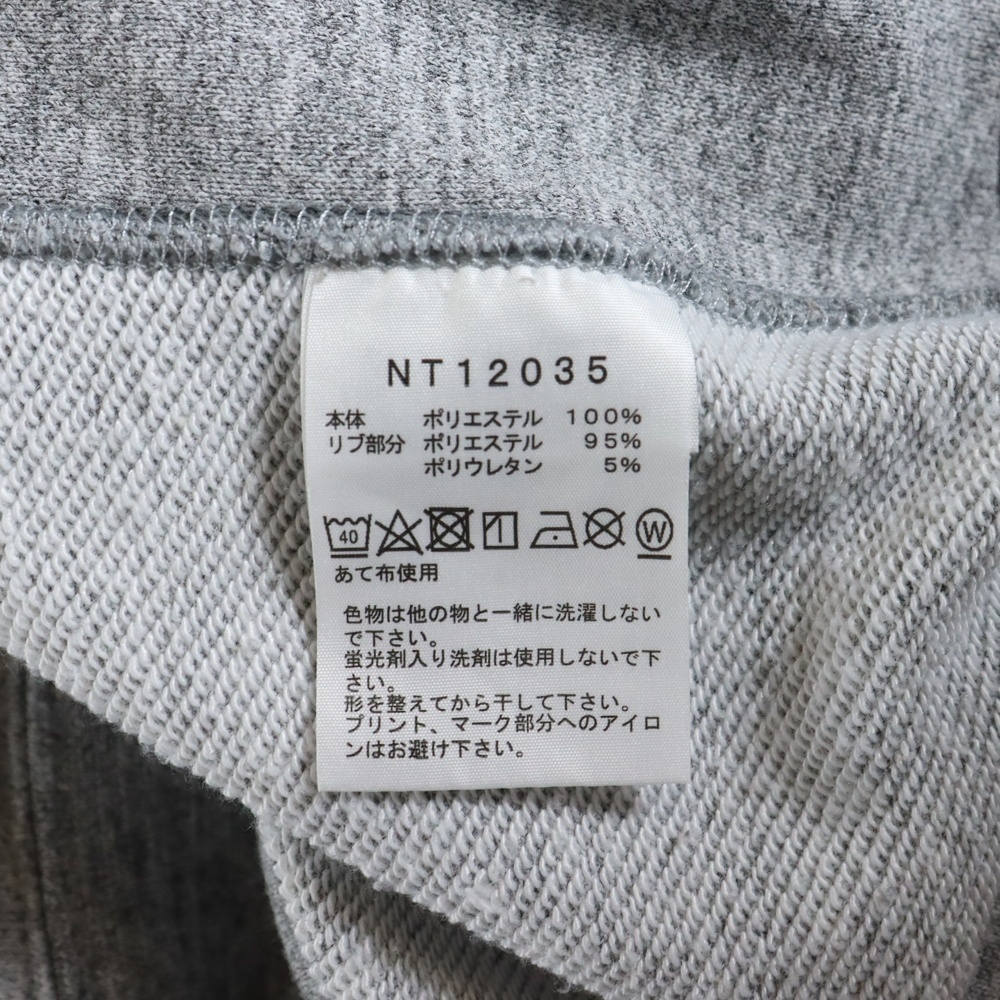 NT12035
本体 ポリエステル 100%
リブ部分 ポリエステル 95%
ポリウレタン 5%
40 W
あて布使用
色物は他の物と一緒に洗濯しない
で下さい。
蛍光剤入り洗剤は使用しないで下
さい。
形を整えてから干して下さい。
プリント、マーク部分へのアイロ
ンはお避け下さい。